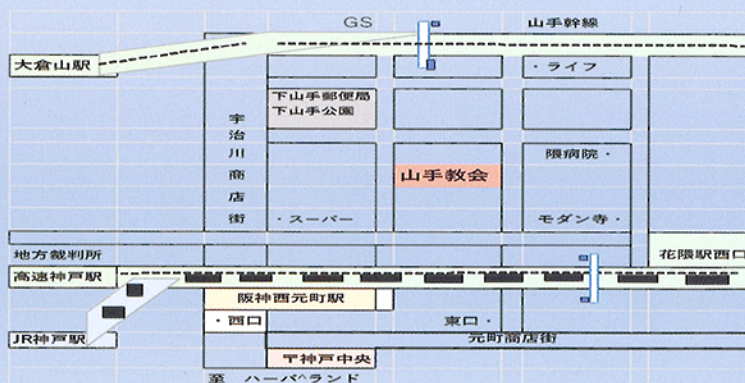 GS
山手幹線
大倉山駅
・ライフ
下山手郵便局
下山手公園
宇治川商店街
隈病院・
山手教会
・スーパー
モダン寺・
地方裁判所
花隈駅西口
高速神戸駅
阪神西元町駅
・西口
東口・
JR神戸駅
元町商店街
〒神戸中央
至 ハーバーランド